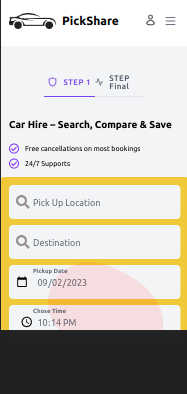 PickShare
STEP 1
STEP
Final
Car Hire – Search, Compare & Save
Free cancellations on most bookings
24/7 Supports
Pick Up Location
Destination
Pickup Date
09/02/2023
Chose Time
10:14 PM